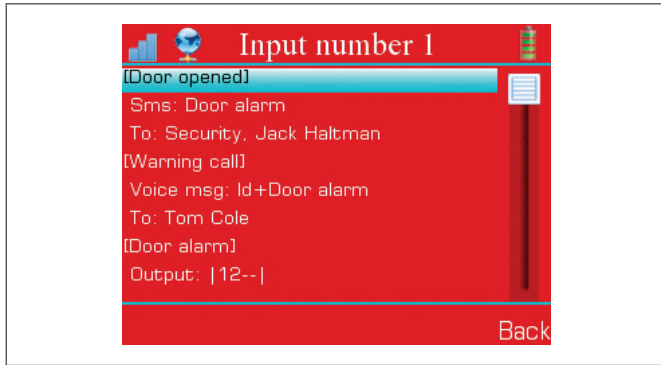 Input number 1
[Door opened]
Sms: Door alarm
To: Security, Jack Haltman
[Warning call]
Voice msg: Id+Door alarm
To: Tom Cole
[Door alarm]
Output: |12--|
Back